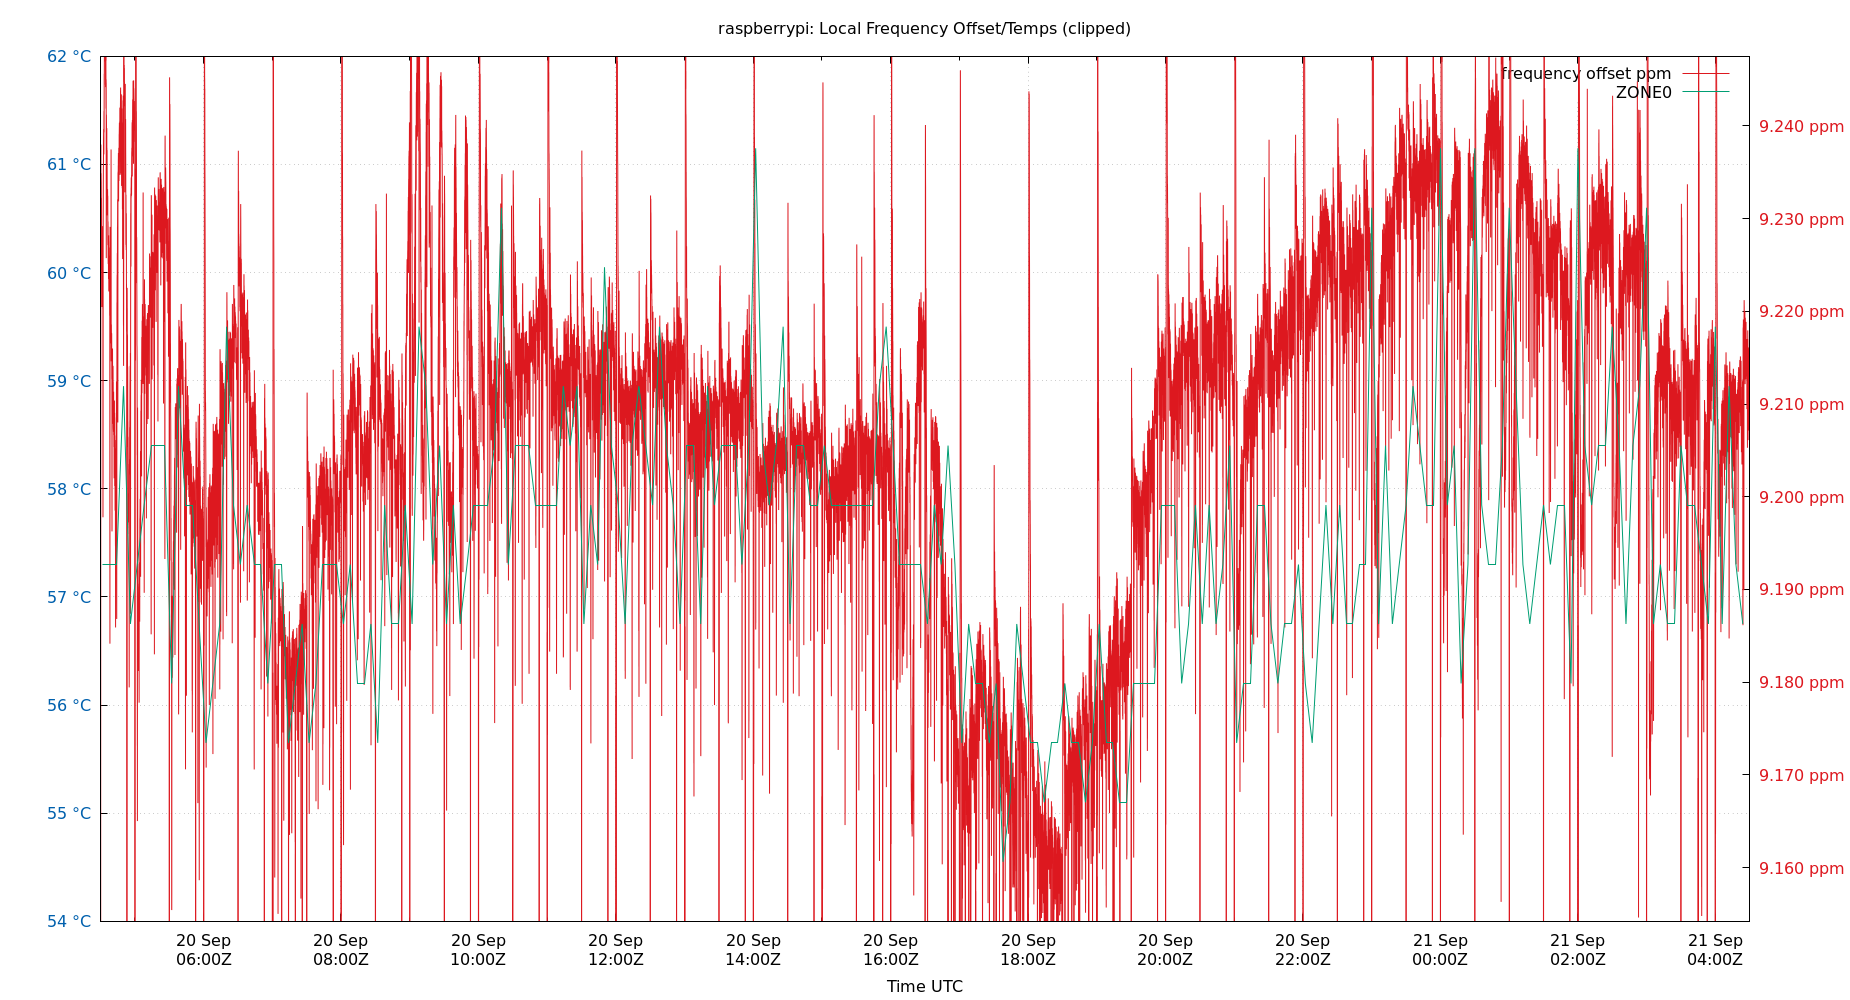 raspberrypi: Local Frequency Offset/Temps (clipped)
62 °C
61 °C
60 °C
59 °C
58 °C
57 °C
56 °C
55 °C
54 °C
frequency offset ppm
ZONE0
9.240 ppm
9.230 ppm
9.220 ppm
9.210 ppm
9.200 ppm
9.190 ppm
9.180 ppm
9.170 ppm
9.160 ppm
20 Sep 20 Sep 20 Sep 20 Sep 20 Sep 20 Sep 20 Sep 20 Sep 20 Sep 21 Sep 21 Sep 21 Sep
06:00Z 08:00Z 10:00Z 12:00Z 14:00Z 16:00Z 18:00Z 20:00Z 22:00Z 00:00Z 02:00Z 04:00Z
Time UTC